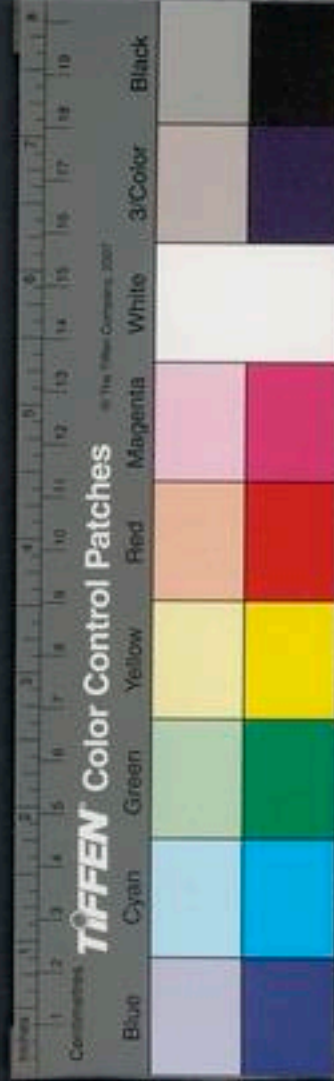 Inches 1 2 3 4 5 6 7 8
Centimetres 1 2 3 4 5 6 7 8 9 10 11 12 13 14 15 16 17 18 19
TIFFEN® Color Control Patches
© The Tiffen Company, 2007
Blue Cyan Green Yellow Red Magenta White 3/Color Black